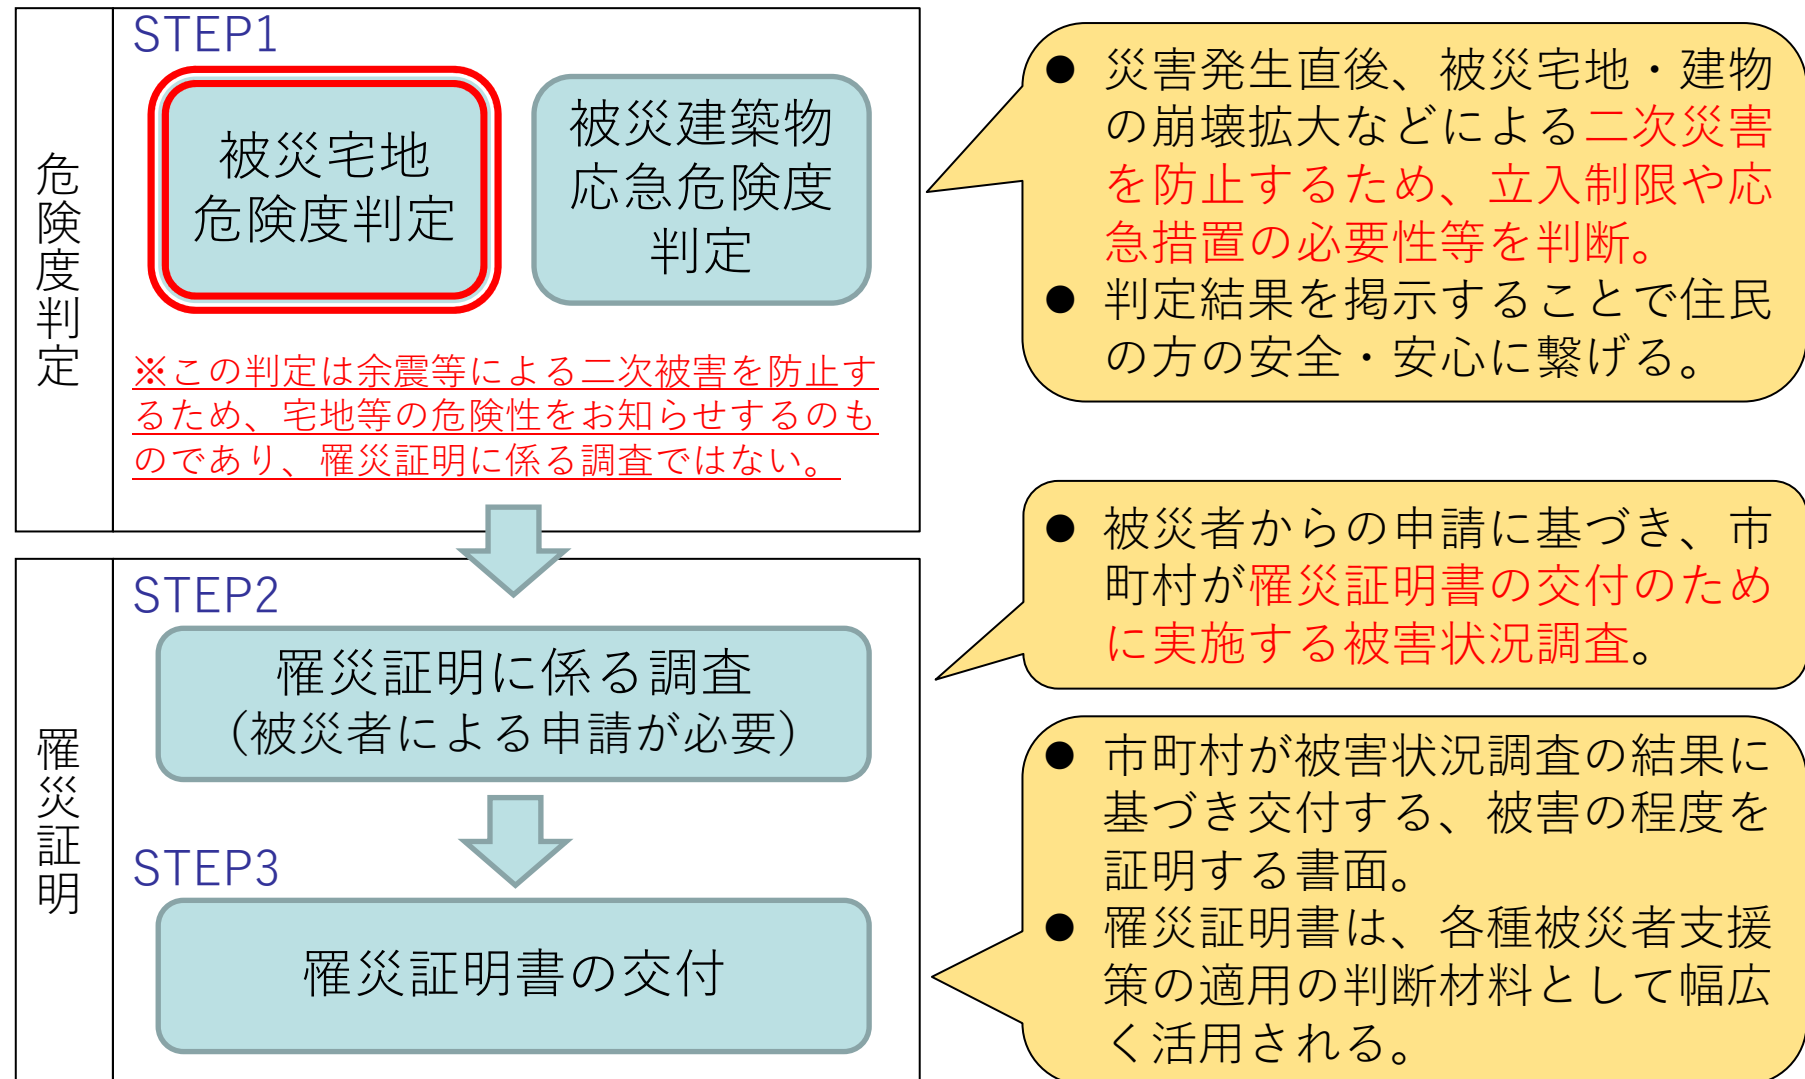 危険度判定
STEP1
被災宅地
危険度判定
被災建築物
応急危険度
判定
※この判定は余震等による二次被害を防止す
るため、宅地等の危険性をお知らせするのも
のであり、罹災証明に係る調査ではない。
● 災害発生直後、被災宅地・建物
の崩壊拡大などによる二次災害
を防止するため、立入制限や応
急措置の必要性等を判断。
● 判定結果を掲示することで住民
の方の安全・安心に繋げる。
罹災証明
STEP2
罹災証明に係る調査
（被災者による申請が必要）
● 被災者からの申請に基づき、市
町村が罹災証明書の交付のため
に実施する被害状況調査。
STEP3
罹災証明書の交付
● 市町村が被害状況調査の結果に
基づき交付する、被害の程度を
証明する書面。
● 罹災証明書は、各種被災者支援
策の適用の判断材料として幅広
く活用される。